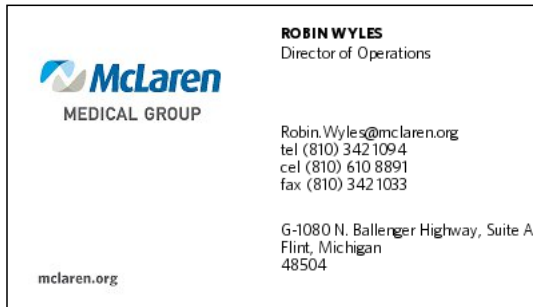 ROBIN WYLES
Director of Operations
McLaren
MEDICAL GROUP
Robin.Wyles@mclaren.org
tel (810) 342 1094
cel (810) 610 8891
fax (810) 342 1033
G-1080 N. Ballenger Highway, Suite A
Flint, Michigan
48504
mclaren.org